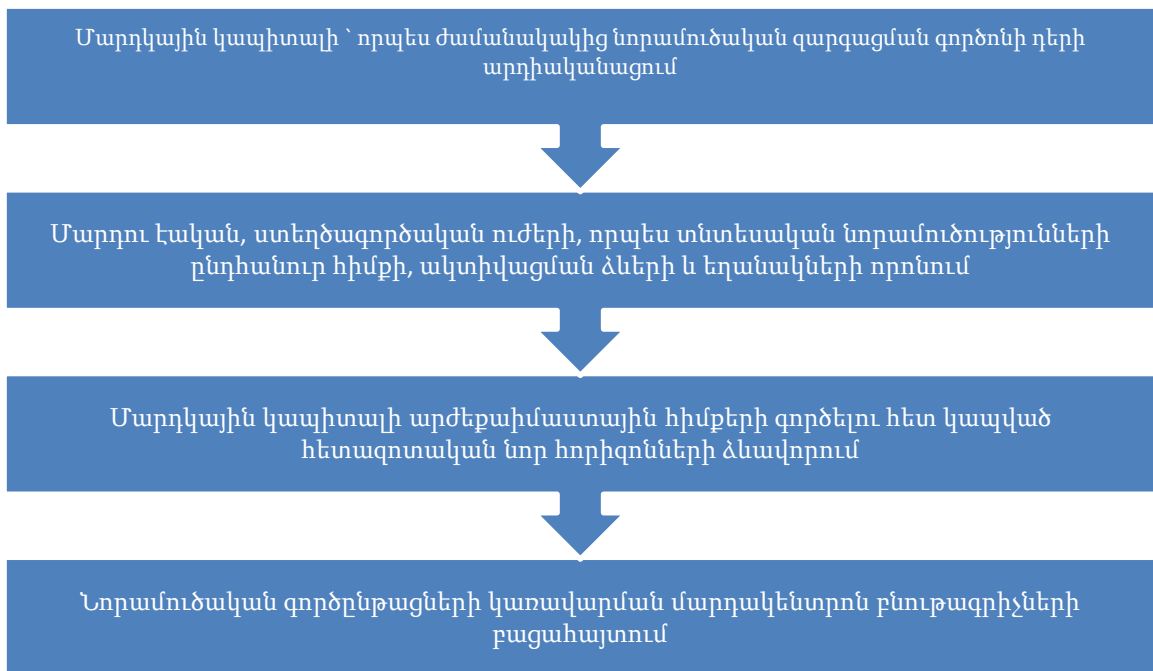 Մարդկային կապիտալի ՝ որպես ժամանակակից նորամուծական զարգացման գործոնի դերի
արդիականացում
Մարդու էական, ստեղծագործական ուժերի, որպես տնտեսական նորամուծությունների
ընդհանուր հիմքի, ակտիվացման ձևերի և եղանակների որոնում
Մարդկային կապիտալի արժեքաիմաստային հիմքերի գործելու հետ կապված
հետազոտական նոր հորիզոնների ձևավորում
Նորամուծական գործընթացների կառավարման մարդակենտրոն բնութագրիչների
բացահայտում